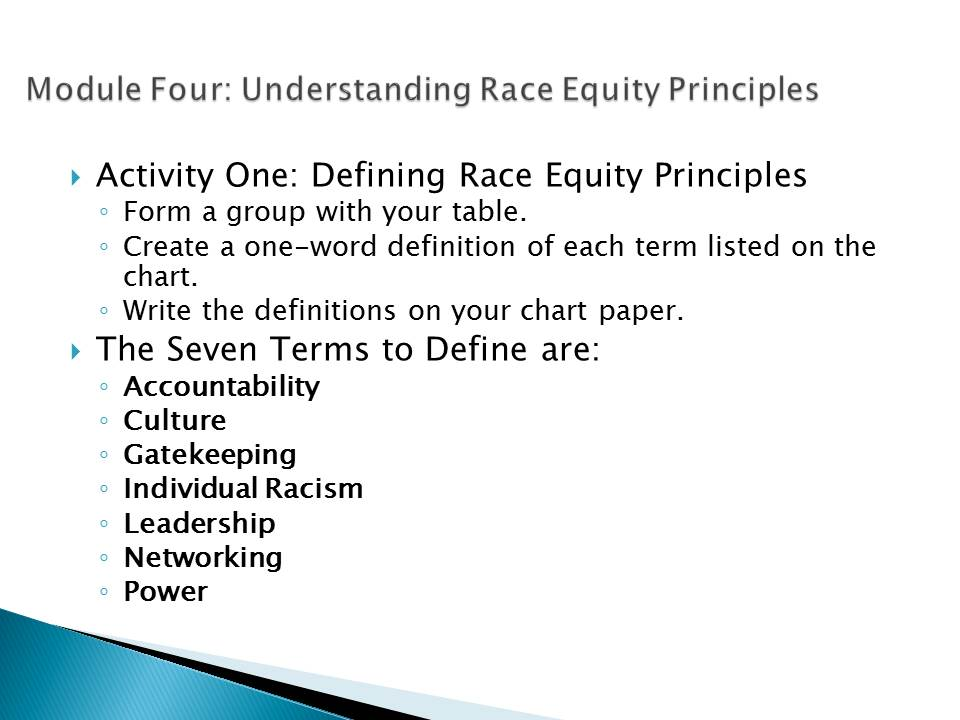 Module Four: Understanding Race Equity Principles
Activity One: Defining Race Equity Principles
Form a group with your table.
Create a one-word definition of each term listed on the
chart.
Write the definitions on your chart paper.
The Seven Terms to Define are:
Accountability
Culture
Gatekeeping
Individual Racism
Leadership
Networking
Power